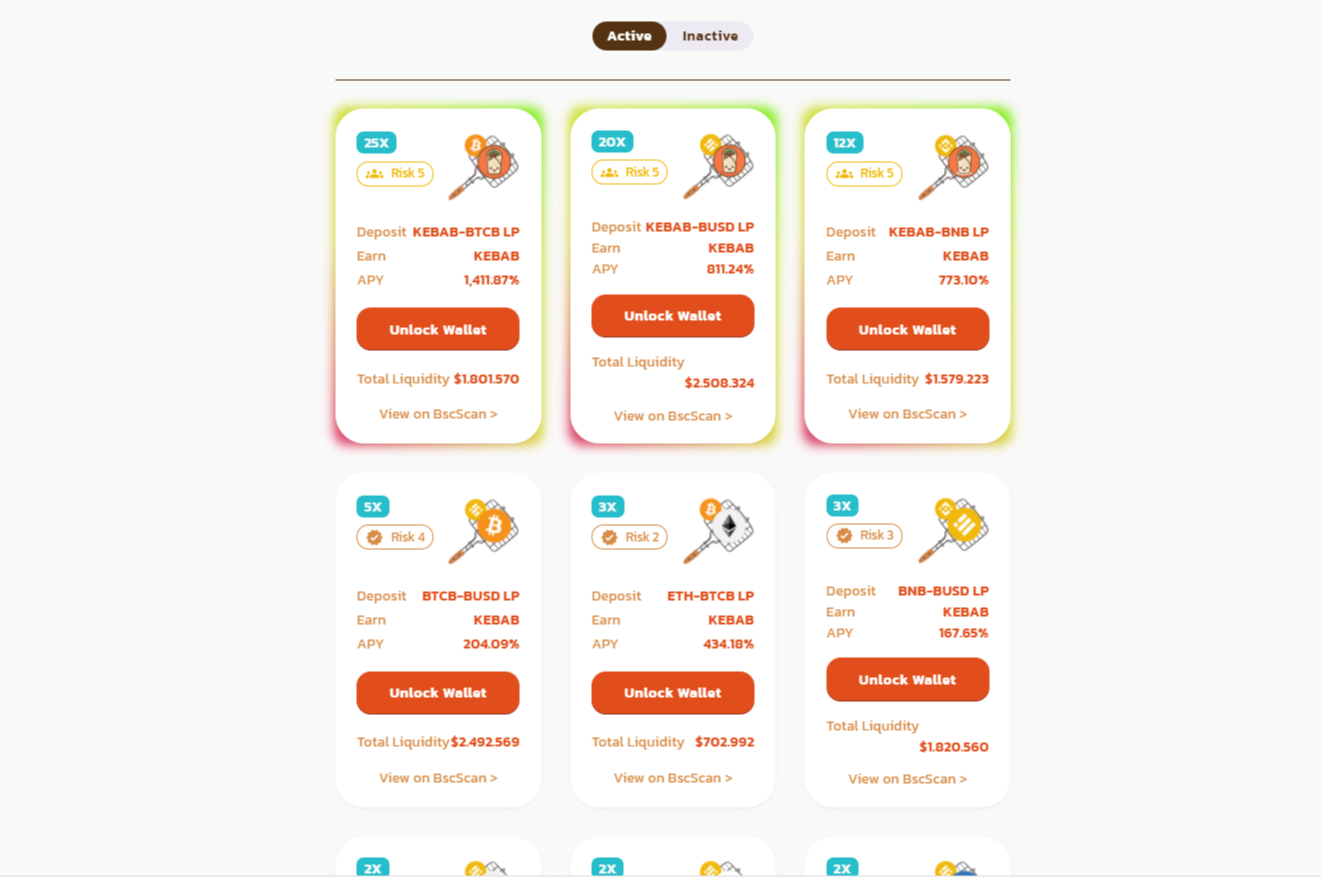 Active Inactive
25X
Risk 5
Deposit KEBAB-BTCB LP
Earn KEBAB
APY 1,411.87%
Unlock Wallet
Total Liquidity $1.801.570
View on BscScan >
20X
Risk 5
Deposit KEBAB-BUSD LP
Earn KEBAB
APY 811.24%
Unlock Wallet
Total Liquidity
$2.508.324
View on BscScan >
12X
Risk 5
Deposit KEBAB-BNB LP
Earn KEBAB
APY 773.10%
Unlock Wallet
Total Liquidity $1.579.223
View on BscScan >
5X
Risk 4
Deposit BTCB-BUSD LP
Earn KEBAB
APY 204.09%
Unlock Wallet
Total Liquidity $2.492.569
View on BscScan >
3X
Risk 2
Deposit ETH-BTCB LP
Earn KEBAB
APY 434.18%
Unlock Wallet
Total Liquidity $702.992
View on BscScan >
3X
Risk 3
Deposit BNB-BUSD LP
Earn KEBAB
APY 167.65%
Unlock Wallet
Total Liquidity
$1.820.560
View on BscScan >
2X
2X
2X